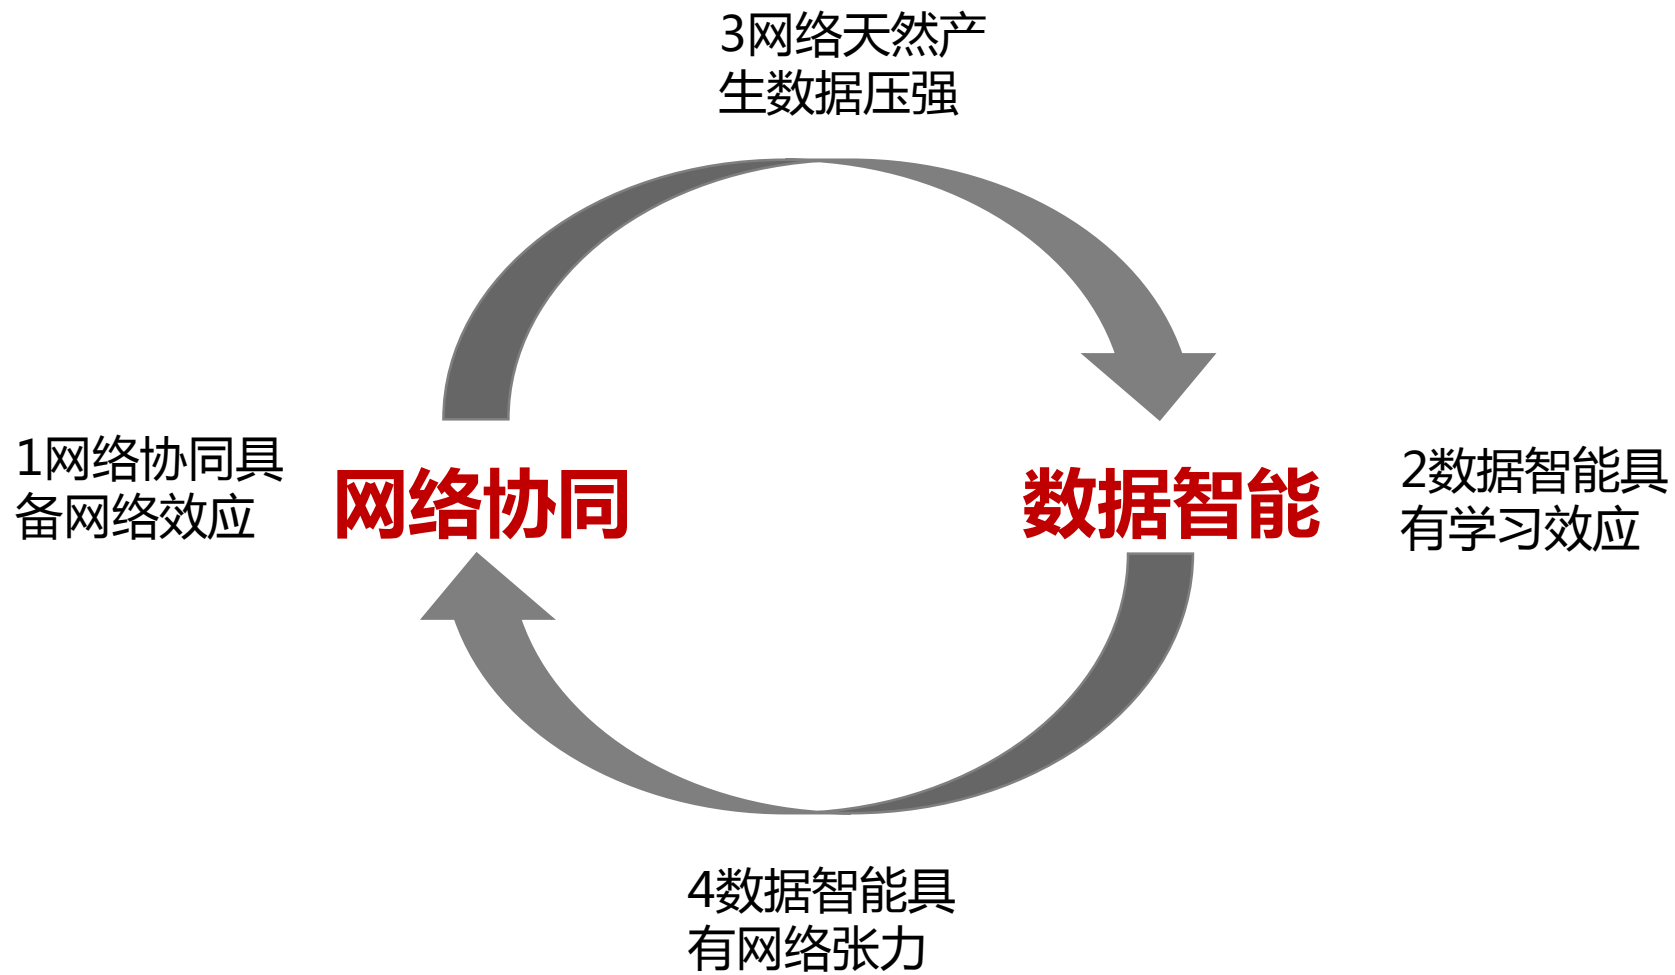 3网络天然产
生数据压强
1网络协同具
备网络效应
网络协同
数据智能
2数据智能具
有学习效应
4数据智能具
有网络张力